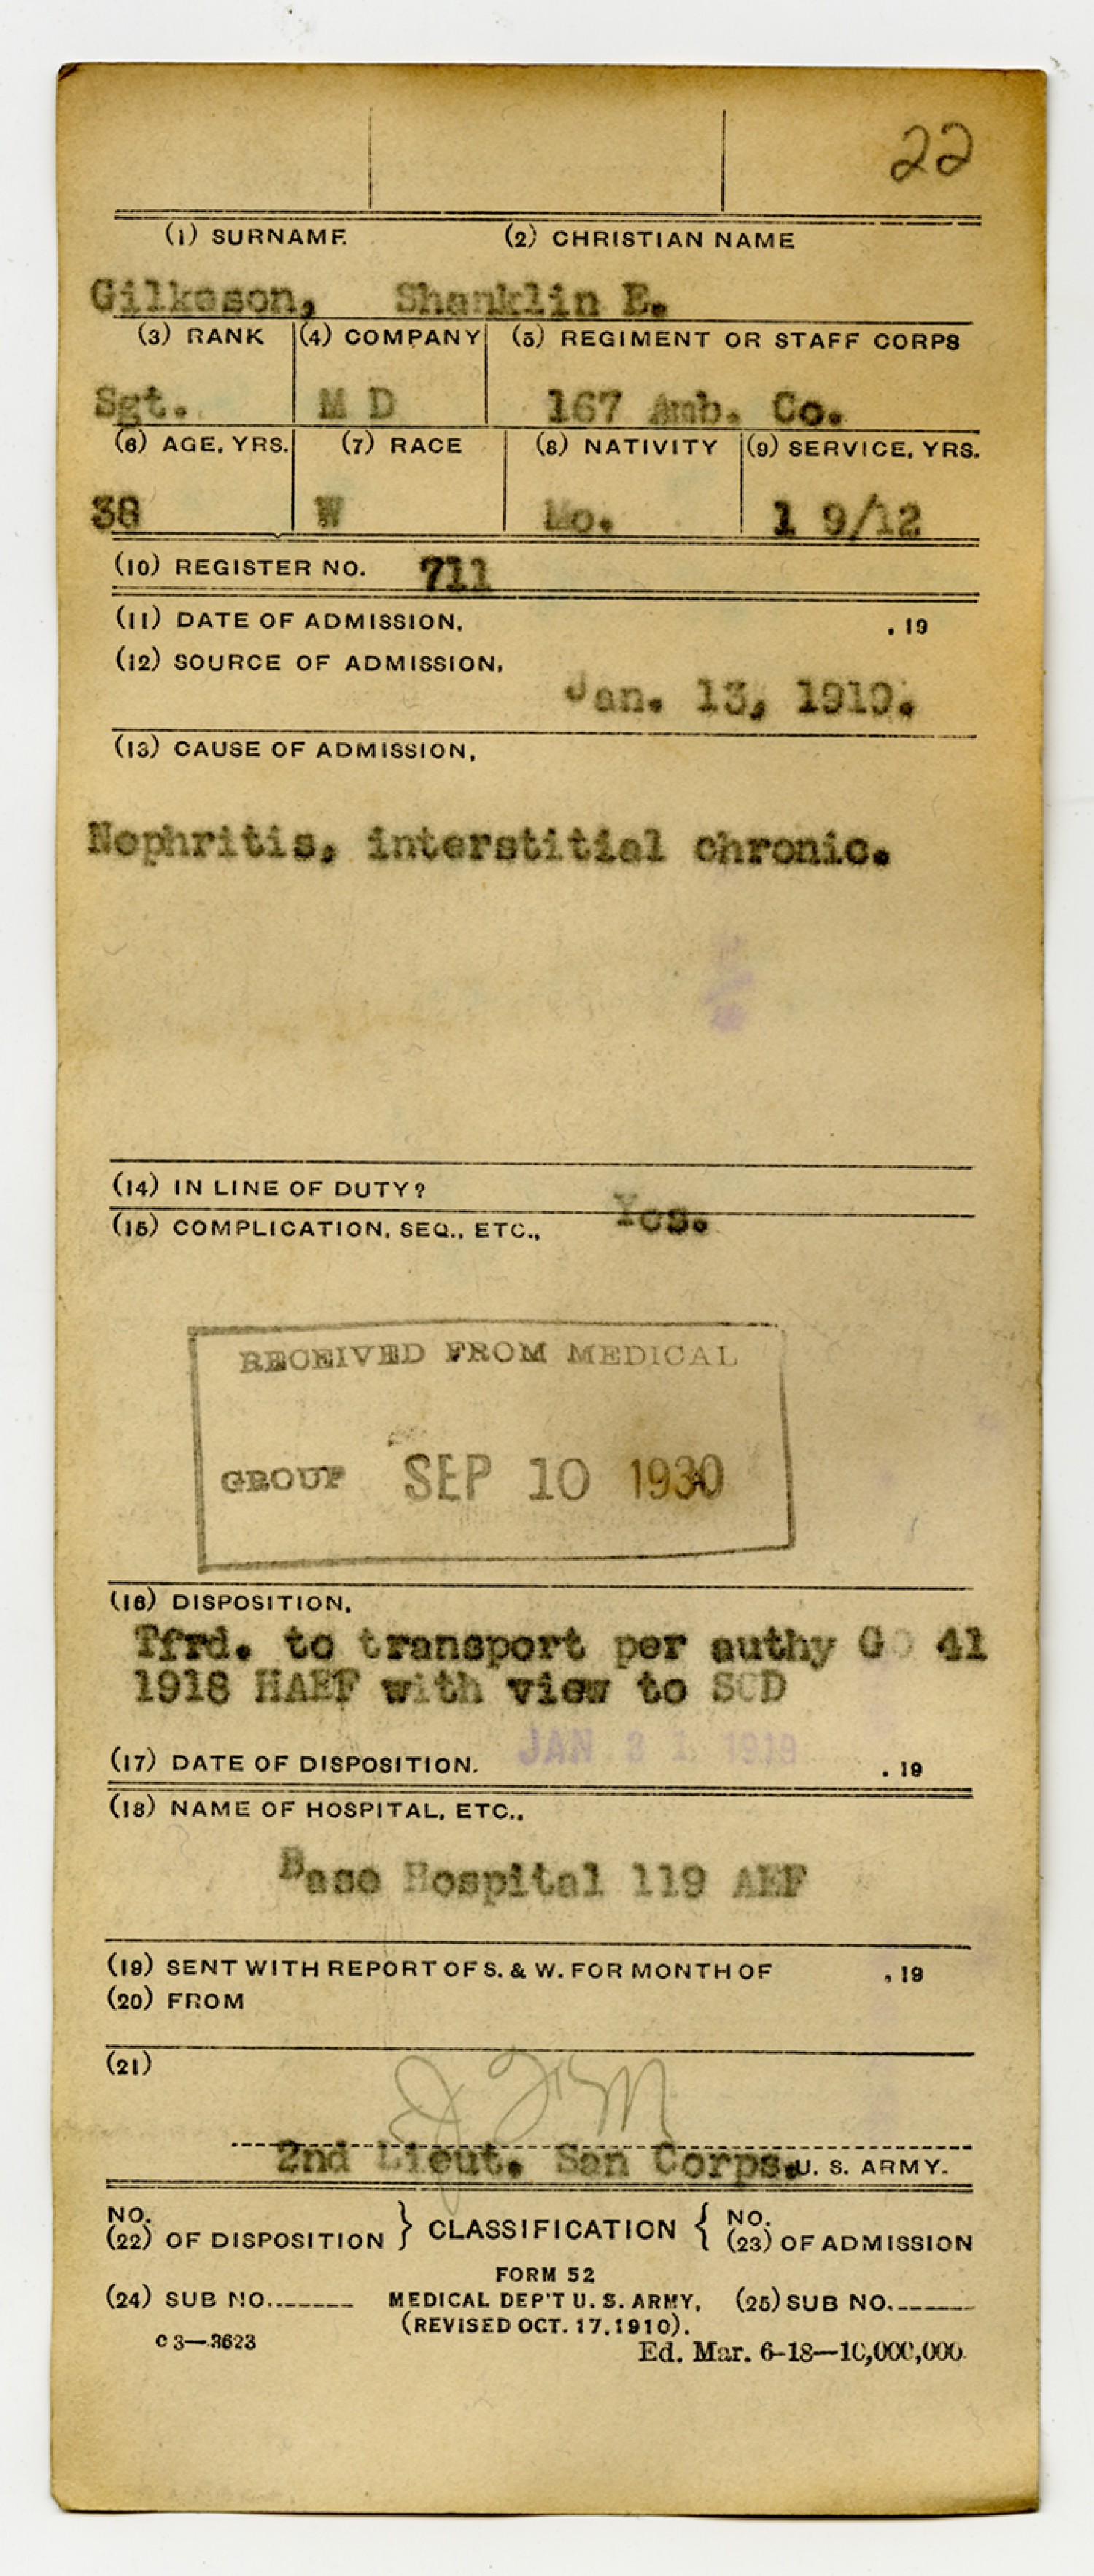 22
(1) SURNAME. (2) CHRISTIAN NAME
Gilkeson, Shanklin E.
(3) RANK (4) COMPANY (5) REGIMENT OR STAFF CORPS
Sgt. M D 167 Amb. Co.
(6) AGE, YRS. (7) RACE (8) NATIVITY (9) SERVICE, YRS.
38 W Mo. 1 9/12
(10) REGISTER NO. 711
(11) DATE OF ADMISSION, , 19
(12) SOURCE OF ADMISSION,
Jan. 13, 1919.
(13) CAUSE OF ADMISSION,
Nephritis, interstitial chronic.
(14) IN LINE OF DUTY?
Yes.
(15) COMPLICATION, SEQ., ETC.,
RECEIVED FROM MEDICAL
GROUP SEP 10 1930
(16) DISPOSITION,
Tfrd. to transport per authy GO 41
1918 HAEF with view to SCD
JAN 31 1919
(17) DATE OF DISPOSITION. , 19
(18) NAME OF HOSPITAL, ETC.,
Base Hospital 119 AEF
(19) SENT WITH REPORT OF S. & W. FOR MONTH OF , 19
(20) FROM
(21)
2nd Lieut. San Corps. U. S. ARMY.
NO. NO.
(22) OF DISPOSITION } CLASSIFICATION { (23) OF ADMISSION
FORM 52
(24) SUB NO. MEDICAL DEP'T U. S. ARMY, (25) SUB NO.
(REVISED OCT. 17, 1910).
c 3—3623
Ed. Mar. 6-18—10,000,000.